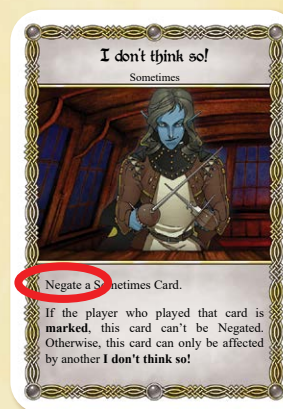 I don't think so!
Sometimes
Negate a Sometimes Card.
If the player who played that card is
marked, this card can't be Negated.
Otherwise, this card can only be affected
by another I don't think so!